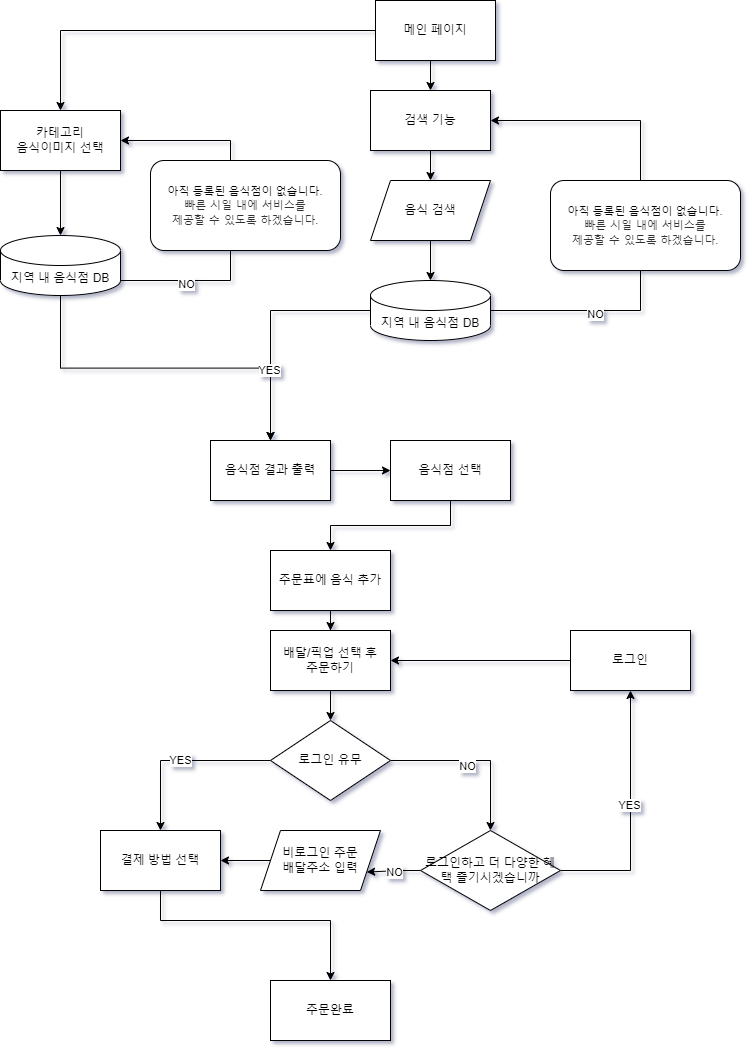 메인 페이지
카테고리
음식이미지 선택
검색 기능
아직 등록된 음식점이 없습니다.
빠른 시일 내에 서비스를
제공할 수 있도록 하겠습니다.
음식 검색
아직 등록된 음식점이 없습니다.
빠른 시일 내에 서비스를
제공할 수 있도록 하겠습니다.
지역 내 음식점 DB
NO
지역 내 음식점 DB
NO
YES
음식점 결과 출력
음식점 선택
주문표에 음식 추가
배달/픽업 선택 후
주문하기
로그인
로그인 유무
YES
NO
YES
결제 방법 선택
비로그인 주문
배달주소 입력
NO
로그인하고 더 다양한 혜
택 즐기시겠습니까
주문완료